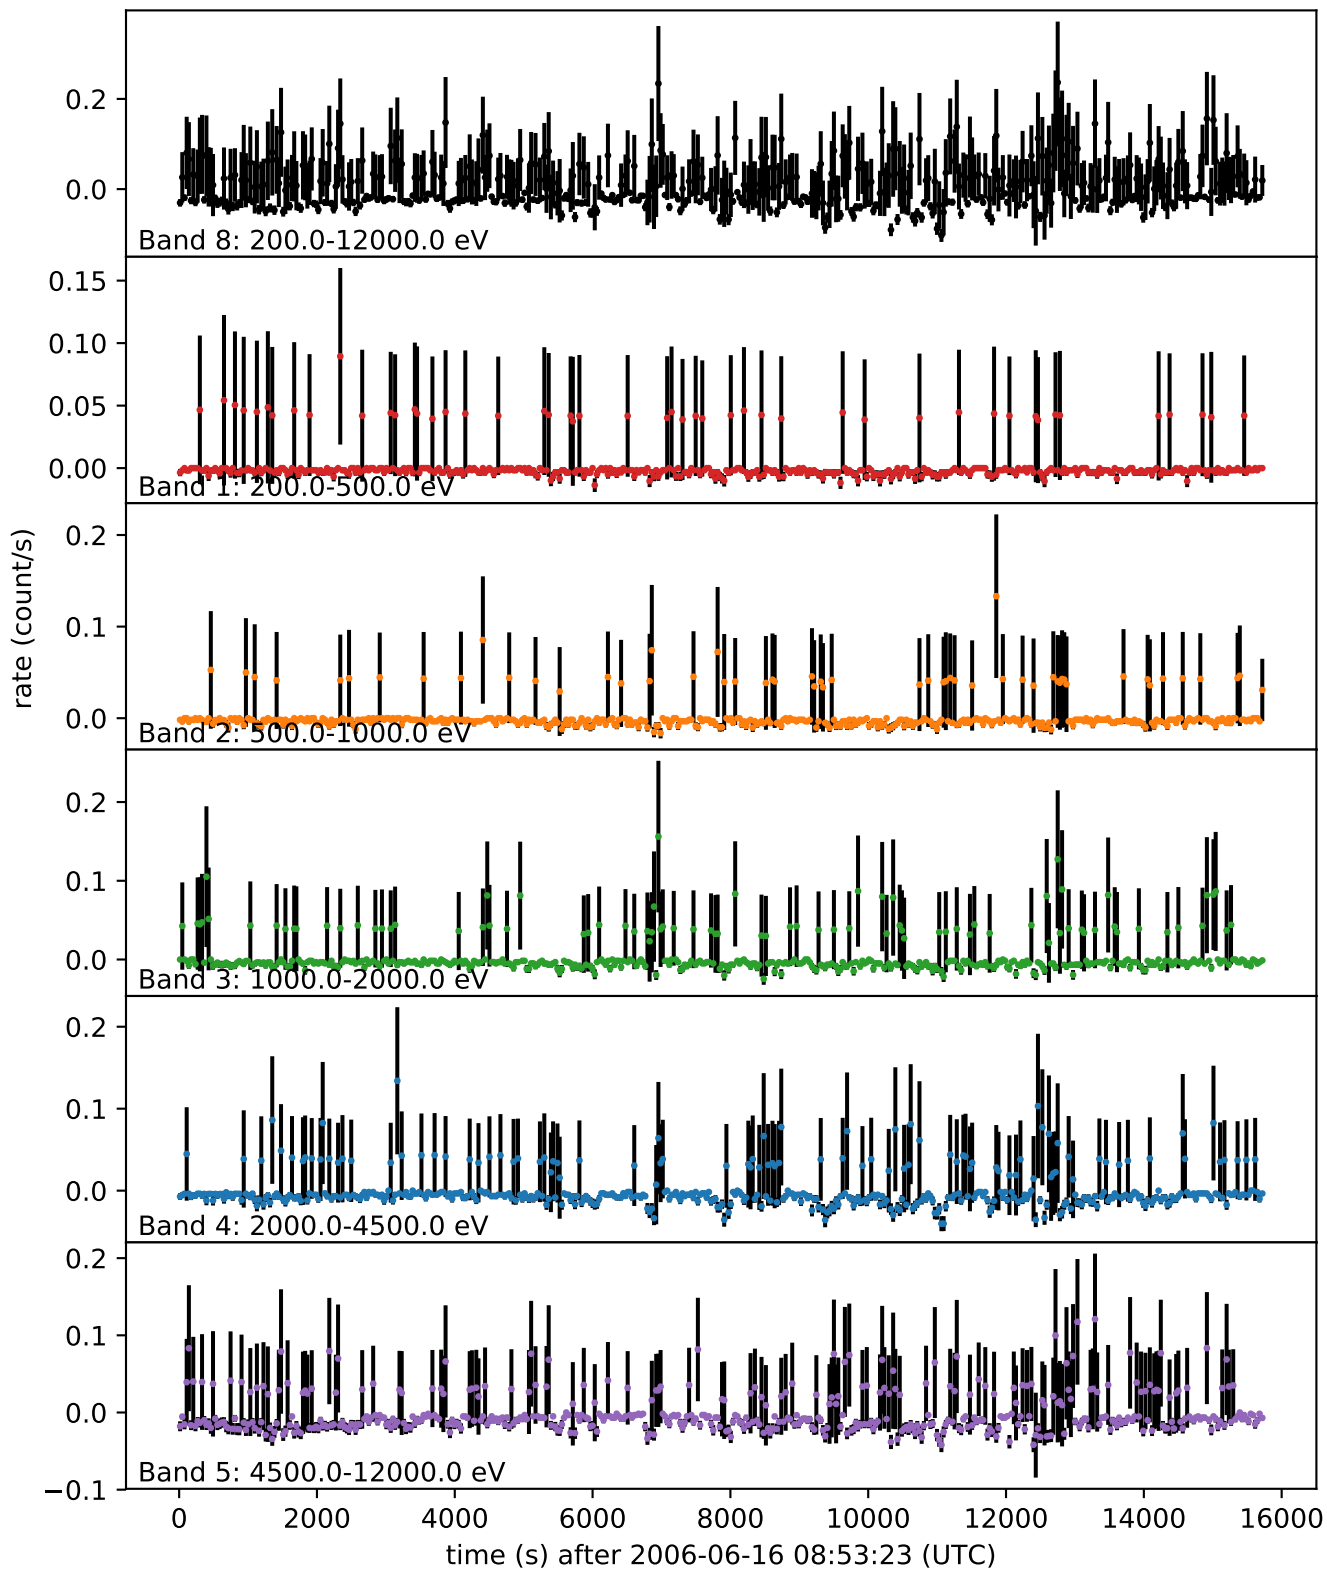 0.2
0.0
Band 8: 200.0-12000.0 eV
0.15
0.10
0.05
0.00
Band 1: 200.0-500.0 eV
rate (count/s)
0.2
0.1
0.0
Band 2: 500.0-1000.0 eV
0.2
0.1
0.0
Band 3: 1000.0-2000.0 eV
0.2
0.1
0.0
Band 4: 2000.0-4500.0 eV
0.2
0.1
0.0
−0.1
Band 5: 4500.0-12000.0 eV
0 2000 4000 6000 8000 10000 12000 14000 16000
time (s) after 2006-06-16 08:53:23 (UTC)